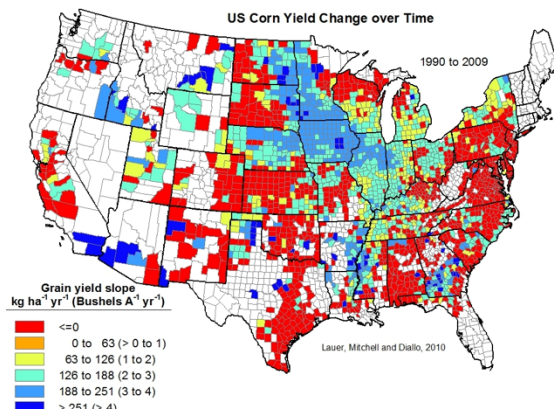 US Corn Yield Change over Time
1990 to 2009
Grain yield slope
kg ha⁻¹ yr⁻¹ (Bushels A⁻¹ yr⁻¹)
<=0
0 to 63 (> 0 to 1)
63 to 126 (1 to 2)
126 to 188 (2 to 3)
188 to 251 (3 to 4)
> 251 (> 4)
Lauer, Mitchell and Diallo, 2010